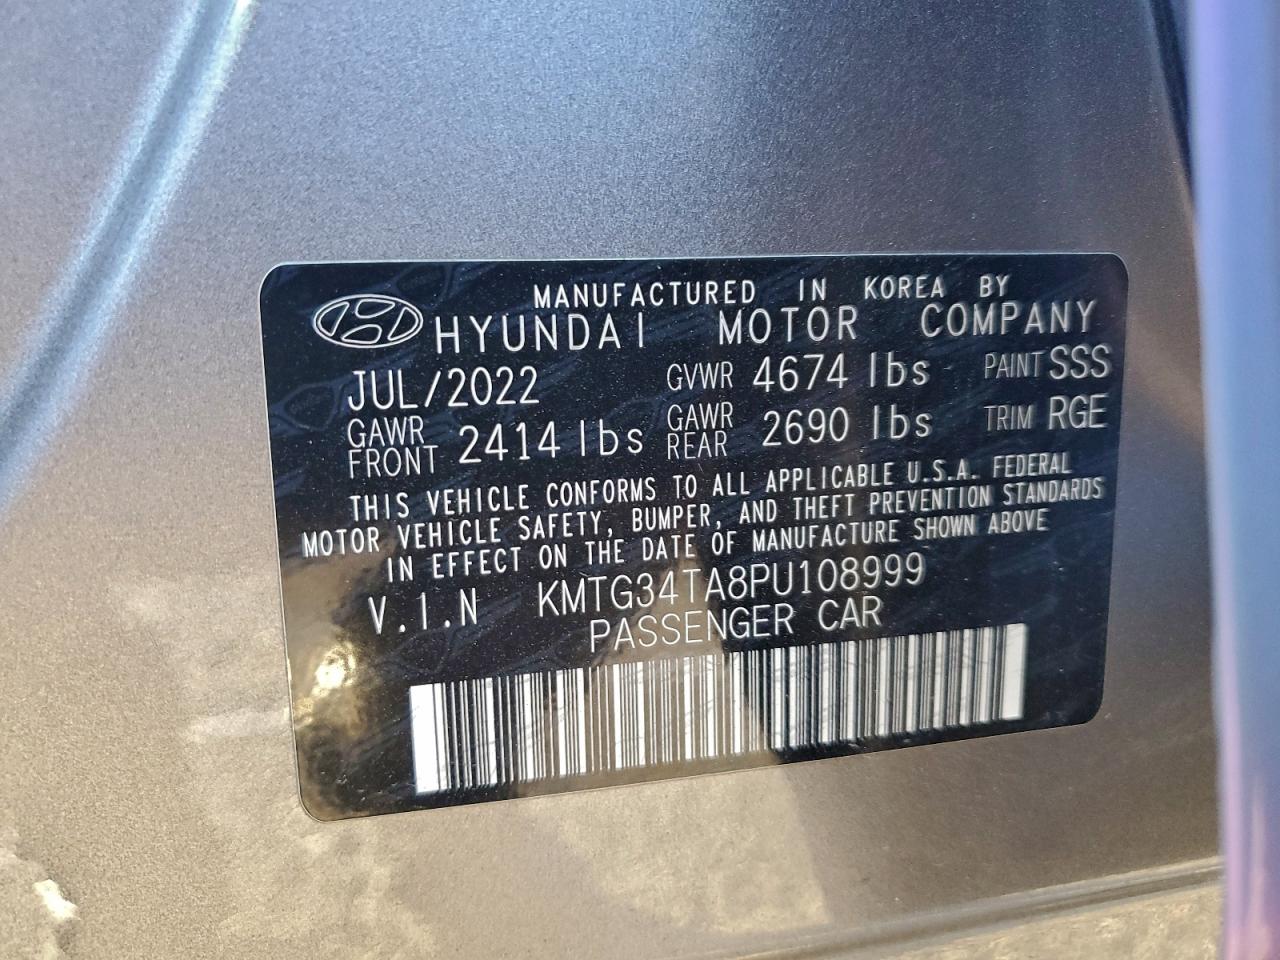 MANUFACTURED IN KOREA BY
HYUNDAI MOTOR COMPANY
JUL/2022 GVWR 4674 lbs PAINT SSS
GAWR FRONT 2414 lbs GAWR REAR 2690 lbs TRIM RGE
THIS VEHICLE CONFORMS TO ALL APPLICABLE U.S.A. FEDERAL
MOTOR VEHICLE SAFETY, BUMPER, AND THEFT PREVENTION STANDARDS
IN EFFECT ON THE DATE OF MANUFACTURE SHOWN ABOVE
V.I.N KMTG34TA8PU108999
PASSENGER CAR